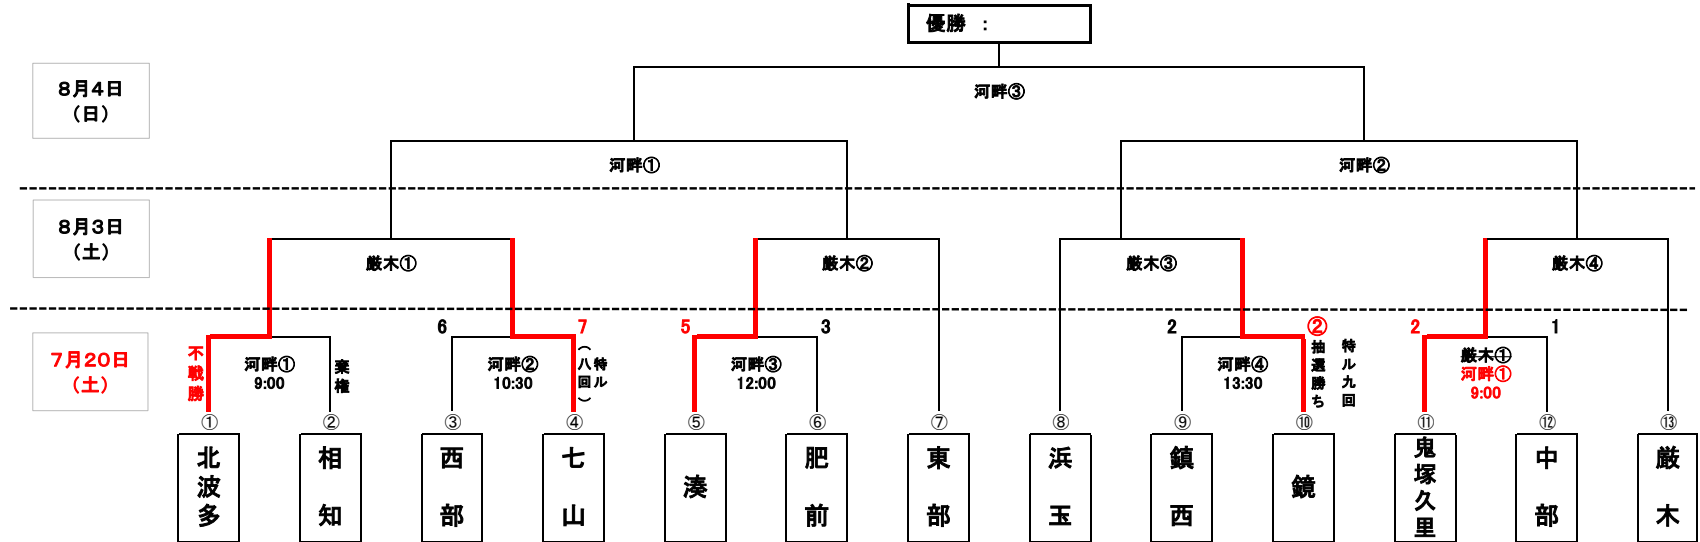 優勝 ：
8月4日
（日）
河畔③
河畔①
河畔②
8月3日
（土）
厳木①
厳木②
厳木③
厳木④
7月20日
（土）
不戦勝
河畔①
9:00
棄権
6
河畔②
10:30
7
特ル
（八回）
5
河畔③
12:00
3
2
河畔④
13:30
②
抽選勝ち
特ル九回
2
厳木①
河畔①
9:00
1
①
②
③
④
⑤
⑥
⑦
⑧
⑨
⑩
⑪
⑫
⑬
北波多
相知
西部
七山
湊
肥前
東部
浜玉
鎮西
鏡
鬼塚久里
中部
厳木